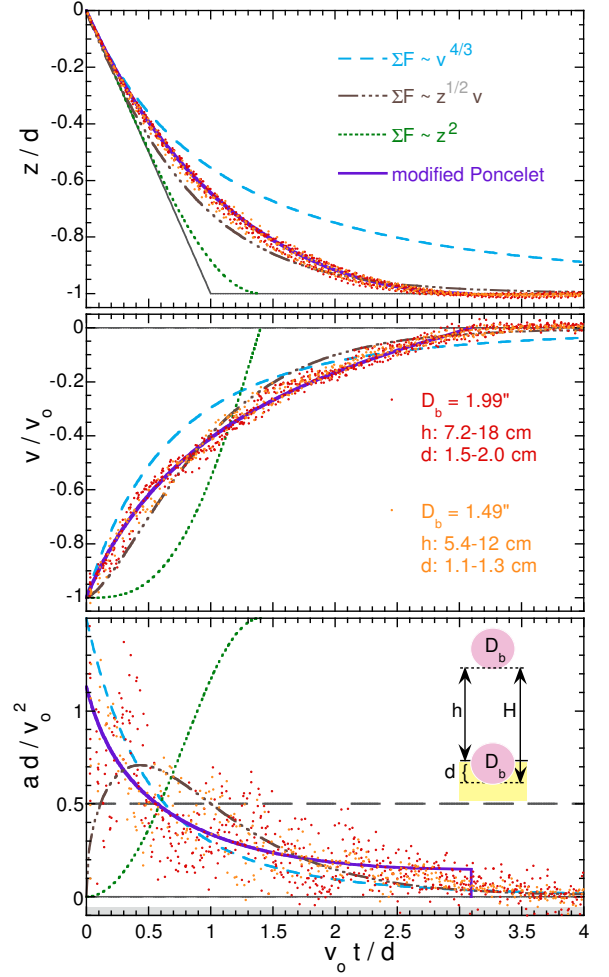 0
-0.2
-0.4
-0.6
-0.8
-1
z / d
ΣF ~ v^4/3
ΣF ~ z^1/2 v
ΣF ~ z^2
modified Poncelet
0
-0.2
-0.4
-0.6
-0.8
-1
v / v_o
D_b = 1.99"
h: 7.2-18 cm
d: 1.5-2.0 cm
D_b = 1.49"
h: 5.4-12 cm
d: 1.1-1.3 cm
1
0.5
0
a d / v_o^2
D_b
h
H
D_b
d {
0 0.5 1 1.5 2 2.5 3 3.5 4
v_o t / d